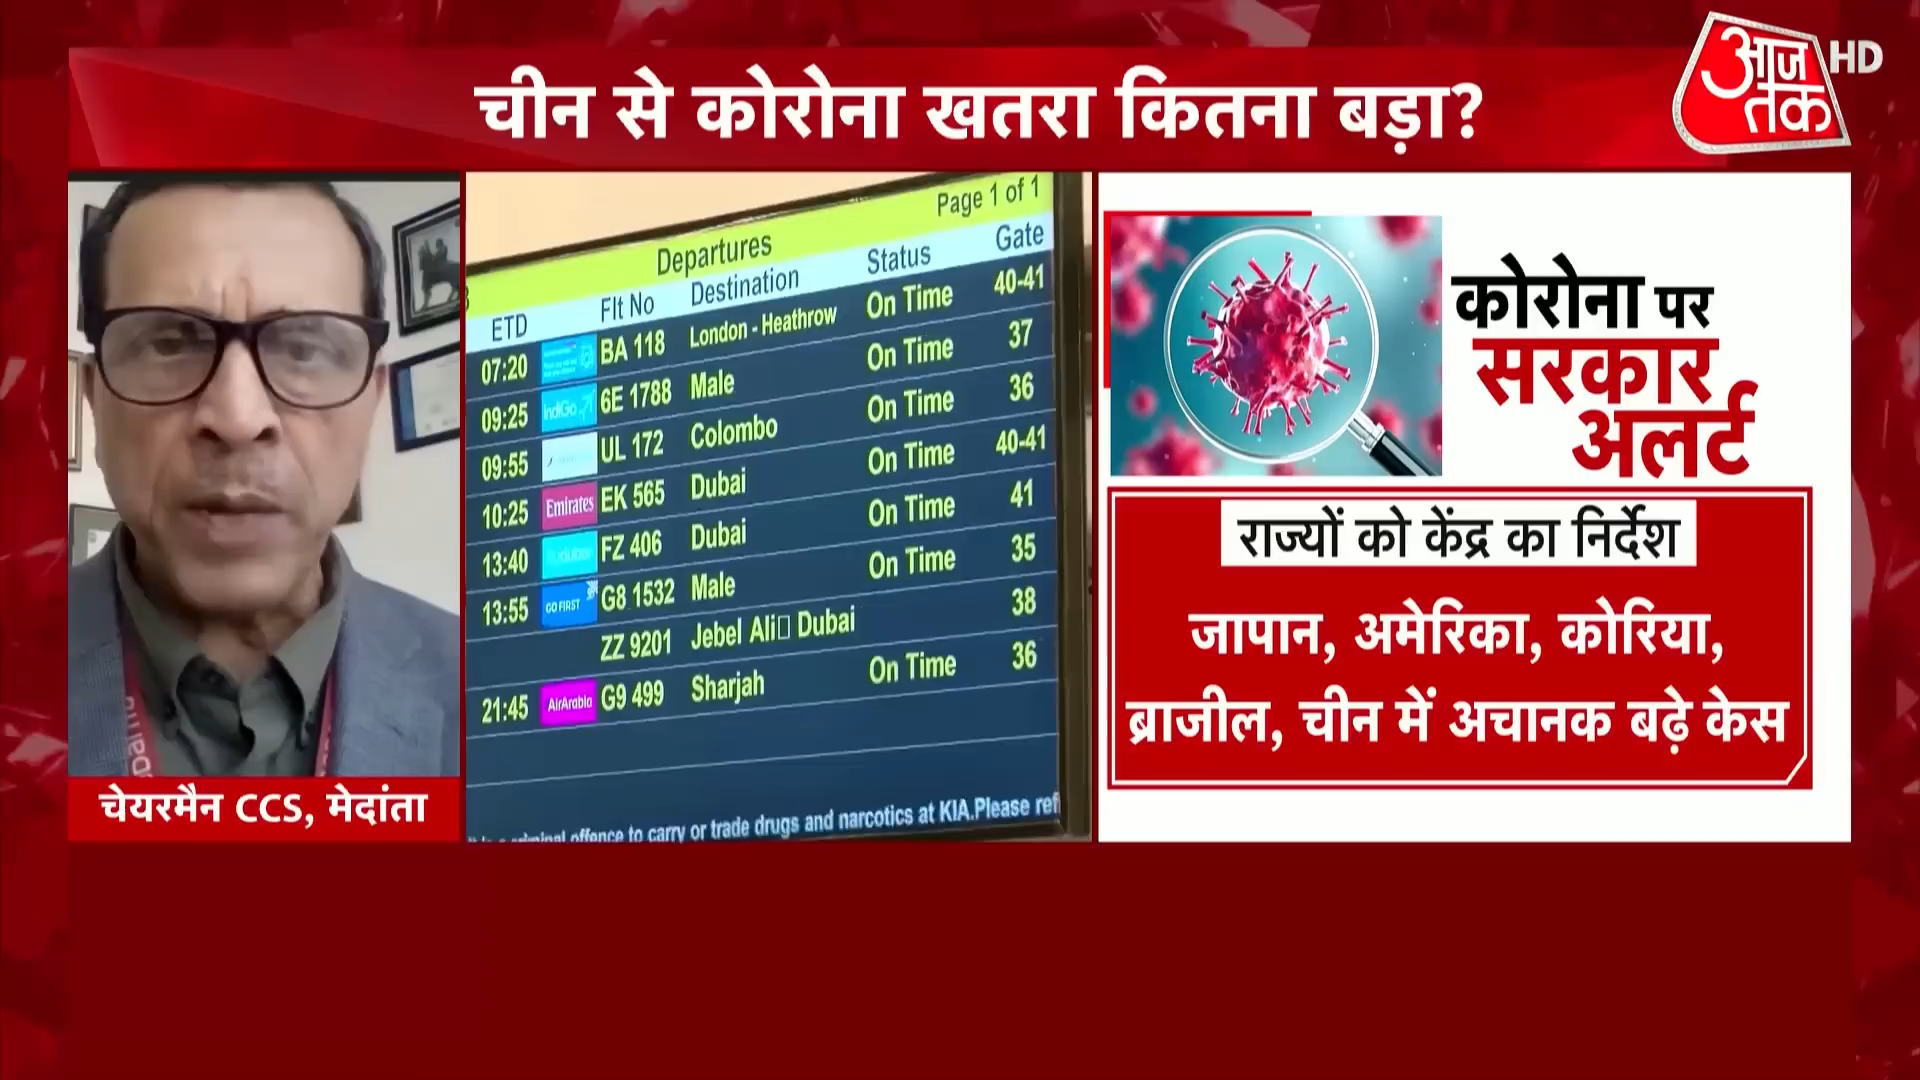 आज तक HD
चीन से कोरोना खतरा कितना बड़ा?
चेयरमैन CCS, मेदांता
Page 1 of 1
Departures
ETD Flt No Destination Status Gate
07:20 BA 118 London - Heathrow On Time 40-41
09:25 IndiGo 6E 1788 Male On Time 37
09:55 UL 172 Colombo On Time 36
10:25 Emirates EK 565 Dubai On Time 40-41
13:40 FZ 406 Dubai On Time 41
13:55 GO FIRST G8 1532 Male On Time 35
ZZ 9201 Jebel Ali Dubai 38
21:45 AirArabia G9 499 Sharjah On Time 36
criminal offence to carry or trade drugs and narcotics at KIA.Please ref
कोरोना पर
सरकार
अलर्ट
राज्यों को केंद्र का निर्देश
जापान, अमेरिका, कोरिया,
ब्राजील, चीन में अचानक बढ़े केस